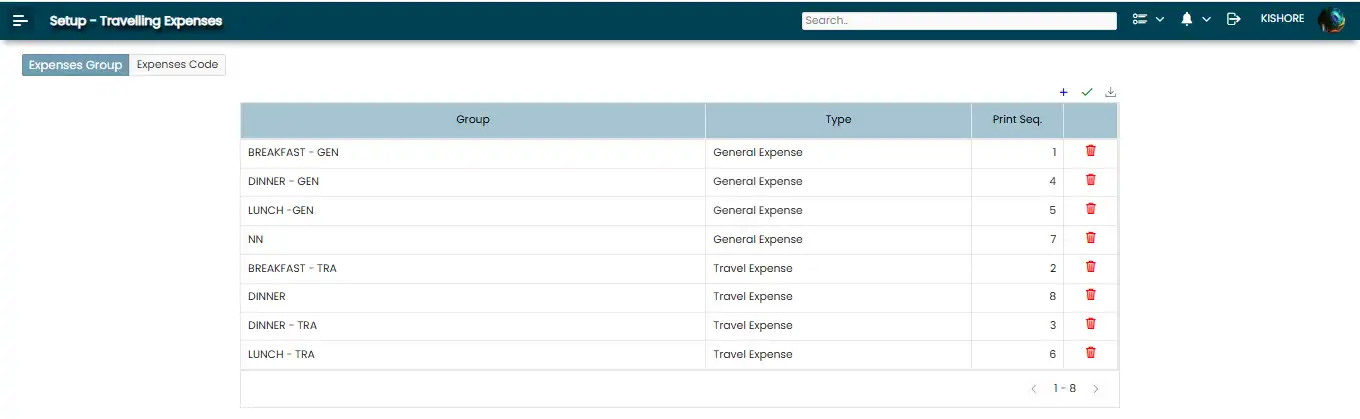 Setup - Travelling Expenses Search.. KISHORE
Expenses Group Expenses Code
Group Type Print Seq.
BREAKFAST - GEN General Expense 1
DINNER - GEN General Expense 4
LUNCH -GEN General Expense 5
NN General Expense 7
BREAKFAST - TRA Travel Expense 2
DINNER Travel Expense 8
DINNER - TRA Travel Expense 3
LUNCH - TRA Travel Expense 6
1 - 8